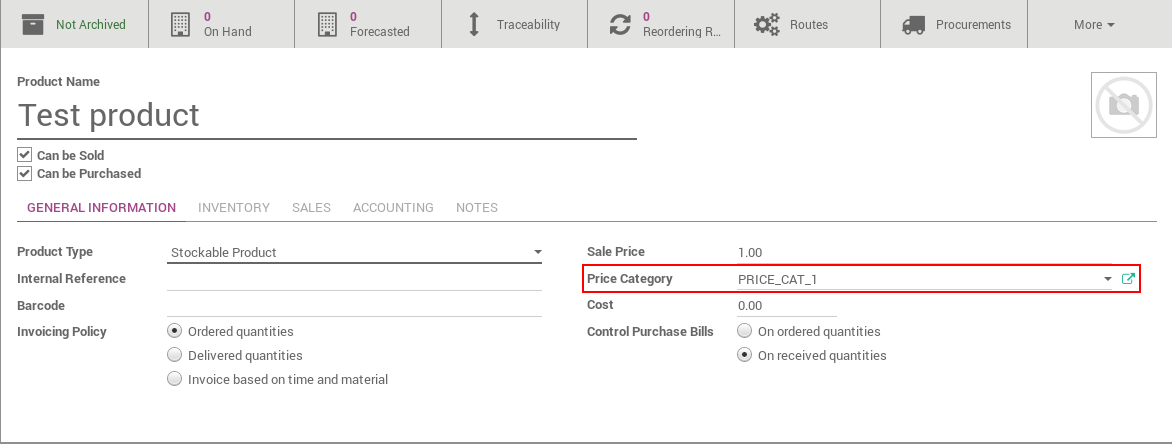 Not Archived
0
On Hand
0
Forecasted
Traceability
0
Reordering R...
Routes
Procurements
More
Product Name
Test product
Can be Sold
Can be Purchased
GENERAL INFORMATION INVENTORY SALES ACCOUNTING NOTES
Product Type Stockable Product
Internal Reference
Barcode
Invoicing Policy Ordered quantities
Delivered quantities
Invoice based on time and material
Sale Price 1.00
Price Category PRICE_CAT_1
Cost 0.00
Control Purchase Bills On ordered quantities
On received quantities